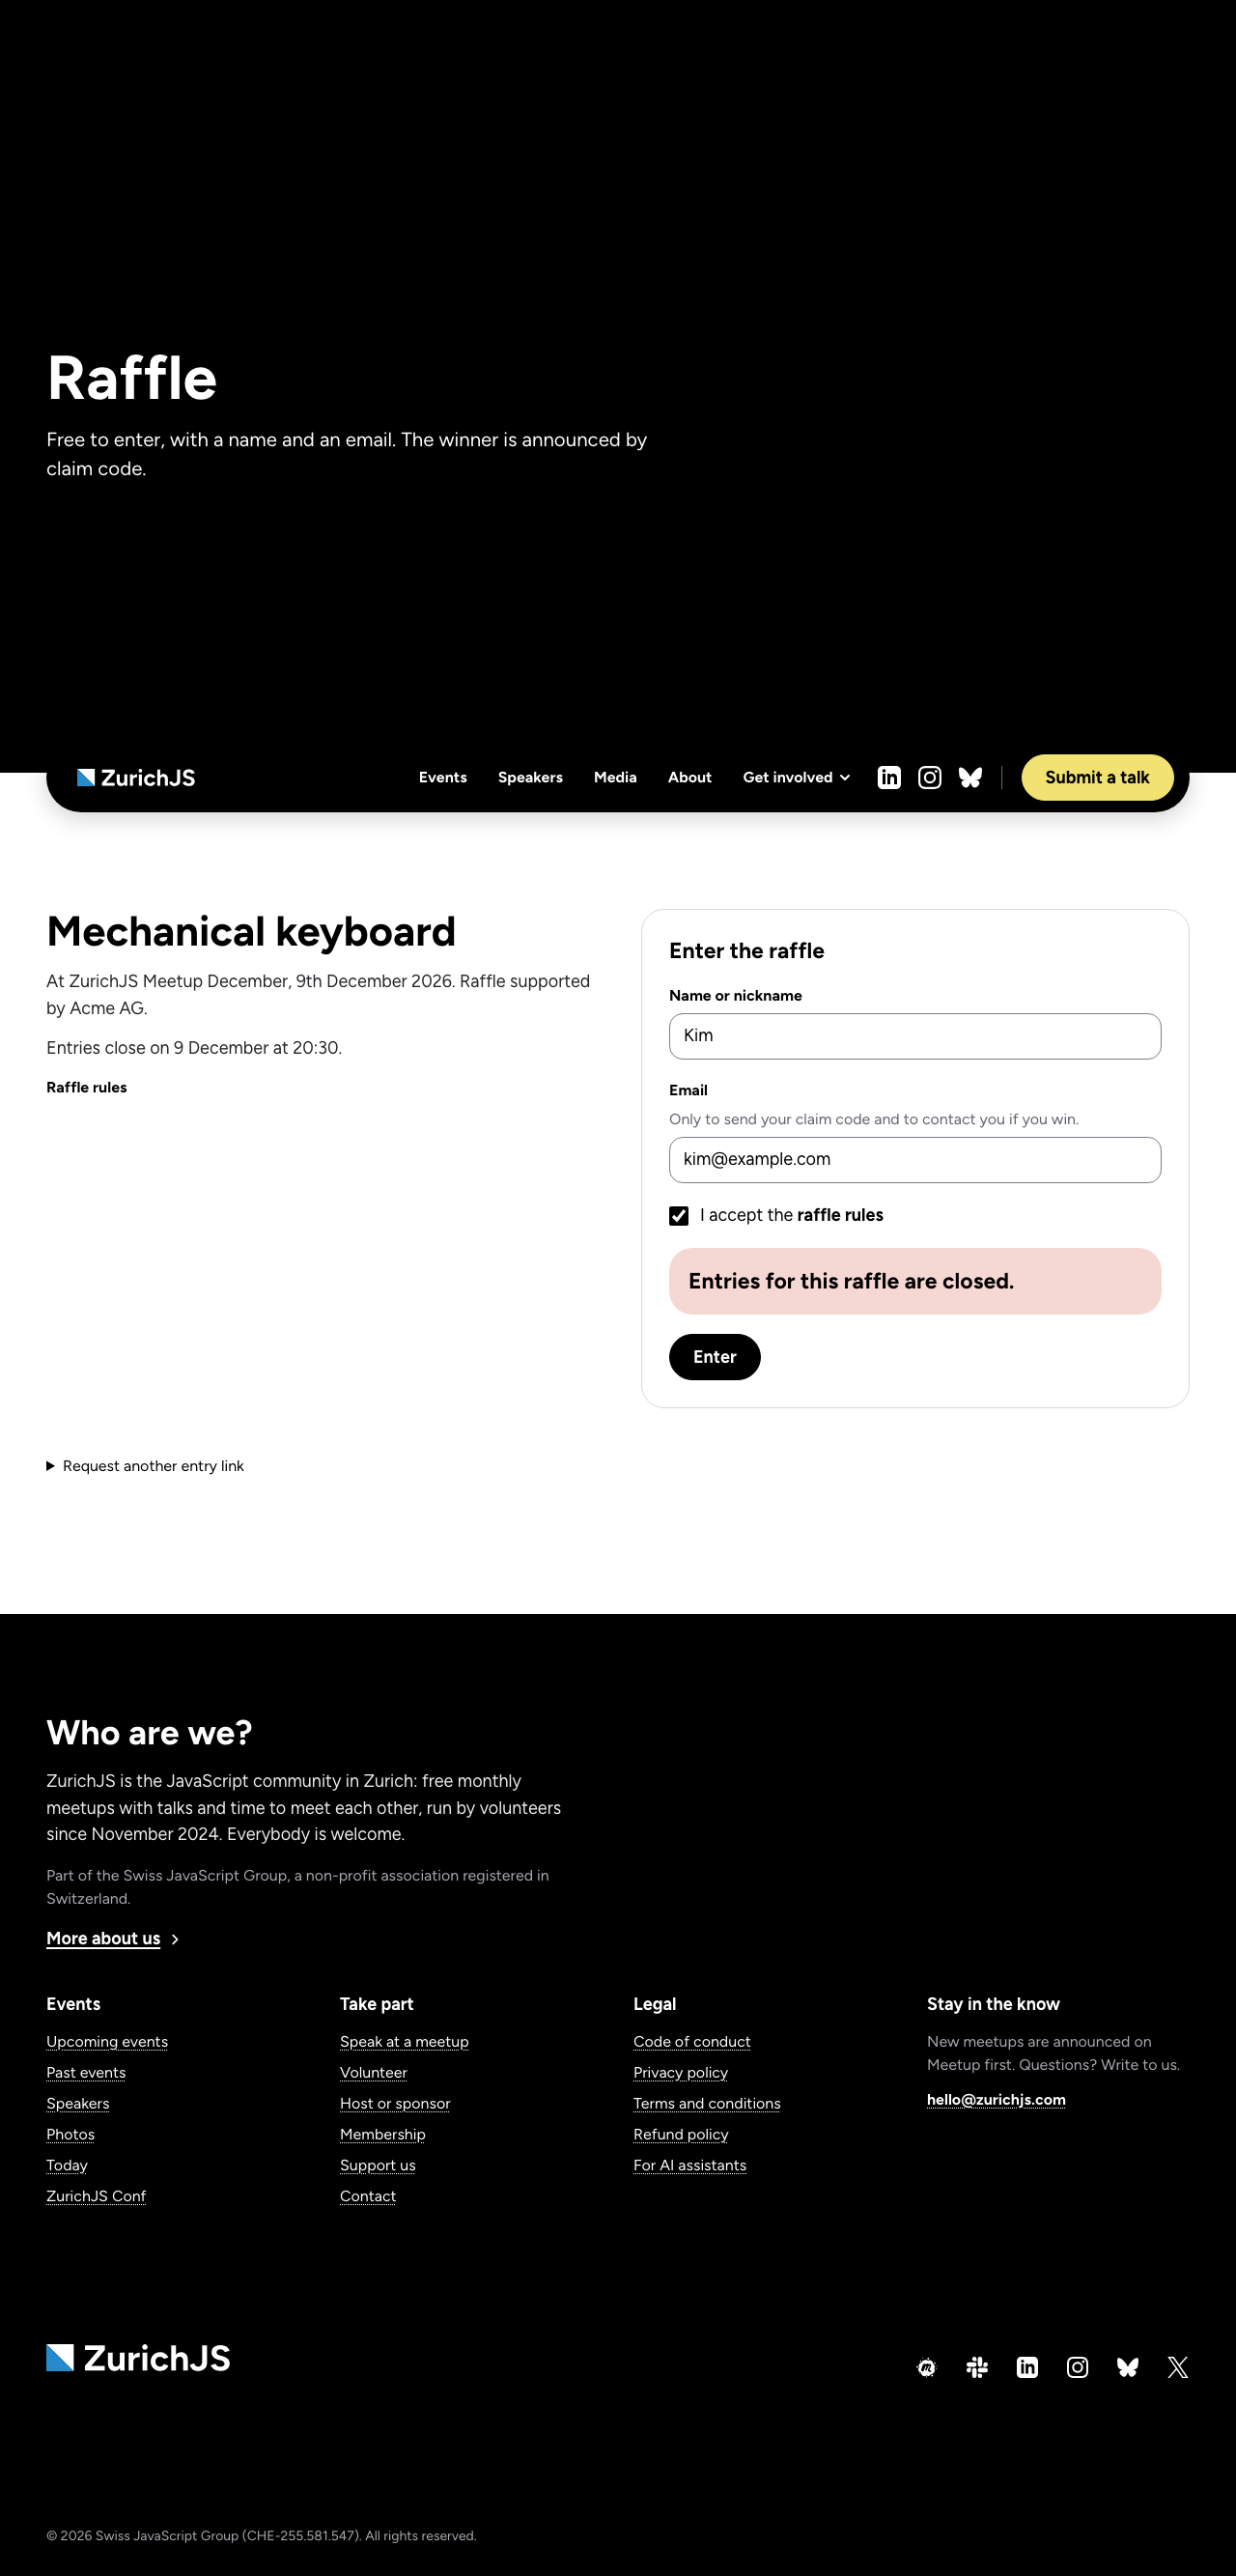 Raffle
Free to enter, with a name and an email. The winner is announced by
claim code.
ZurichJS
Events
Speakers
Media
About
Get involved
Submit a talk
Mechanical keyboard
At ZurichJS Meetup December, 9th December 2026. Raffle supported
by Acme AG.
Entries close on 9 December at 20:30.
Raffle rules
Enter the raffle
Name or nickname
Kim
Email
Only to send your claim code and to contact you if you win.
kim@example.com
I accept the raffle rules
Entries for this raffle are closed.
Enter
Request another entry link
Who are we?
ZurichJS is the JavaScript community in Zurich: free monthly
meetups with talks and time to meet each other, run by volunteers
since November 2024. Everybody is welcome.
Part of the Swiss JavaScript Group, a non-profit association registered in
Switzerland.
More about us
Events
Upcoming events
Past events
Speakers
Photos
Today
ZurichJS Conf
Take part
Speak at a meetup
Volunteer
Host or sponsor
Membership
Support us
Contact
Legal
Code of conduct
Privacy policy
Terms and conditions
Refund policy
For AI assistants
Stay in the know
New meetups are announced on
Meetup first. Questions? Write to us.
hello@zurichjs.com
ZurichJS
© 2026 Swiss JavaScript Group (CHE-255.581.547). All rights reserved.